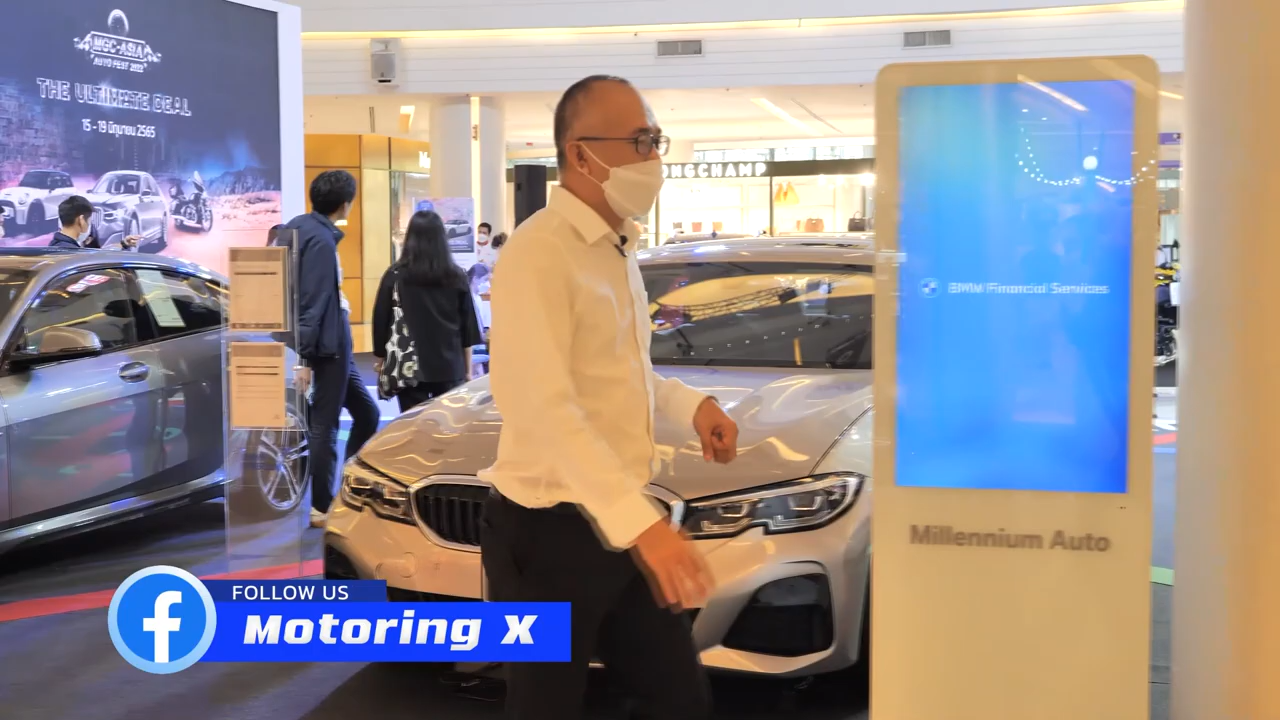 MGC-ASIA
AUTO FEST 2022
THE ULTIMATE DEAL
15 - 19 มิถุนายน 2565
ONGCHAMP
BMW Financial Services
Millennium Auto
FOLLOW US
Motoring X